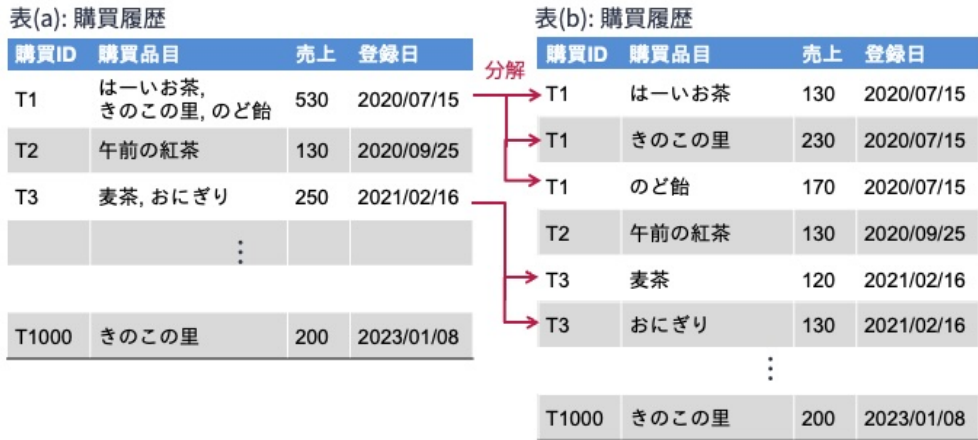 表(a): 購買履歴
購買ID 購買品目 売上 登録日
T1 はーいお茶, きのこの里, のど飴 530 2020/07/15
T2 午前の紅茶 130 2020/09/25
T3 麦茶, おにぎり 250 2021/02/16
⋮
T1000 きのこの里 200 2023/01/08
分解
表(b): 購買履歴
購買ID 購買品目 売上 登録日
T1 はーいお茶 130 2020/07/15
T1 きのこの里 230 2020/07/15
T1 のど飴 170 2020/07/15
T2 午前の紅茶 130 2020/09/25
T3 麦茶 120 2021/02/16
T3 おにぎり 130 2021/02/16
⋮
T1000 きのこの里 200 2023/01/08